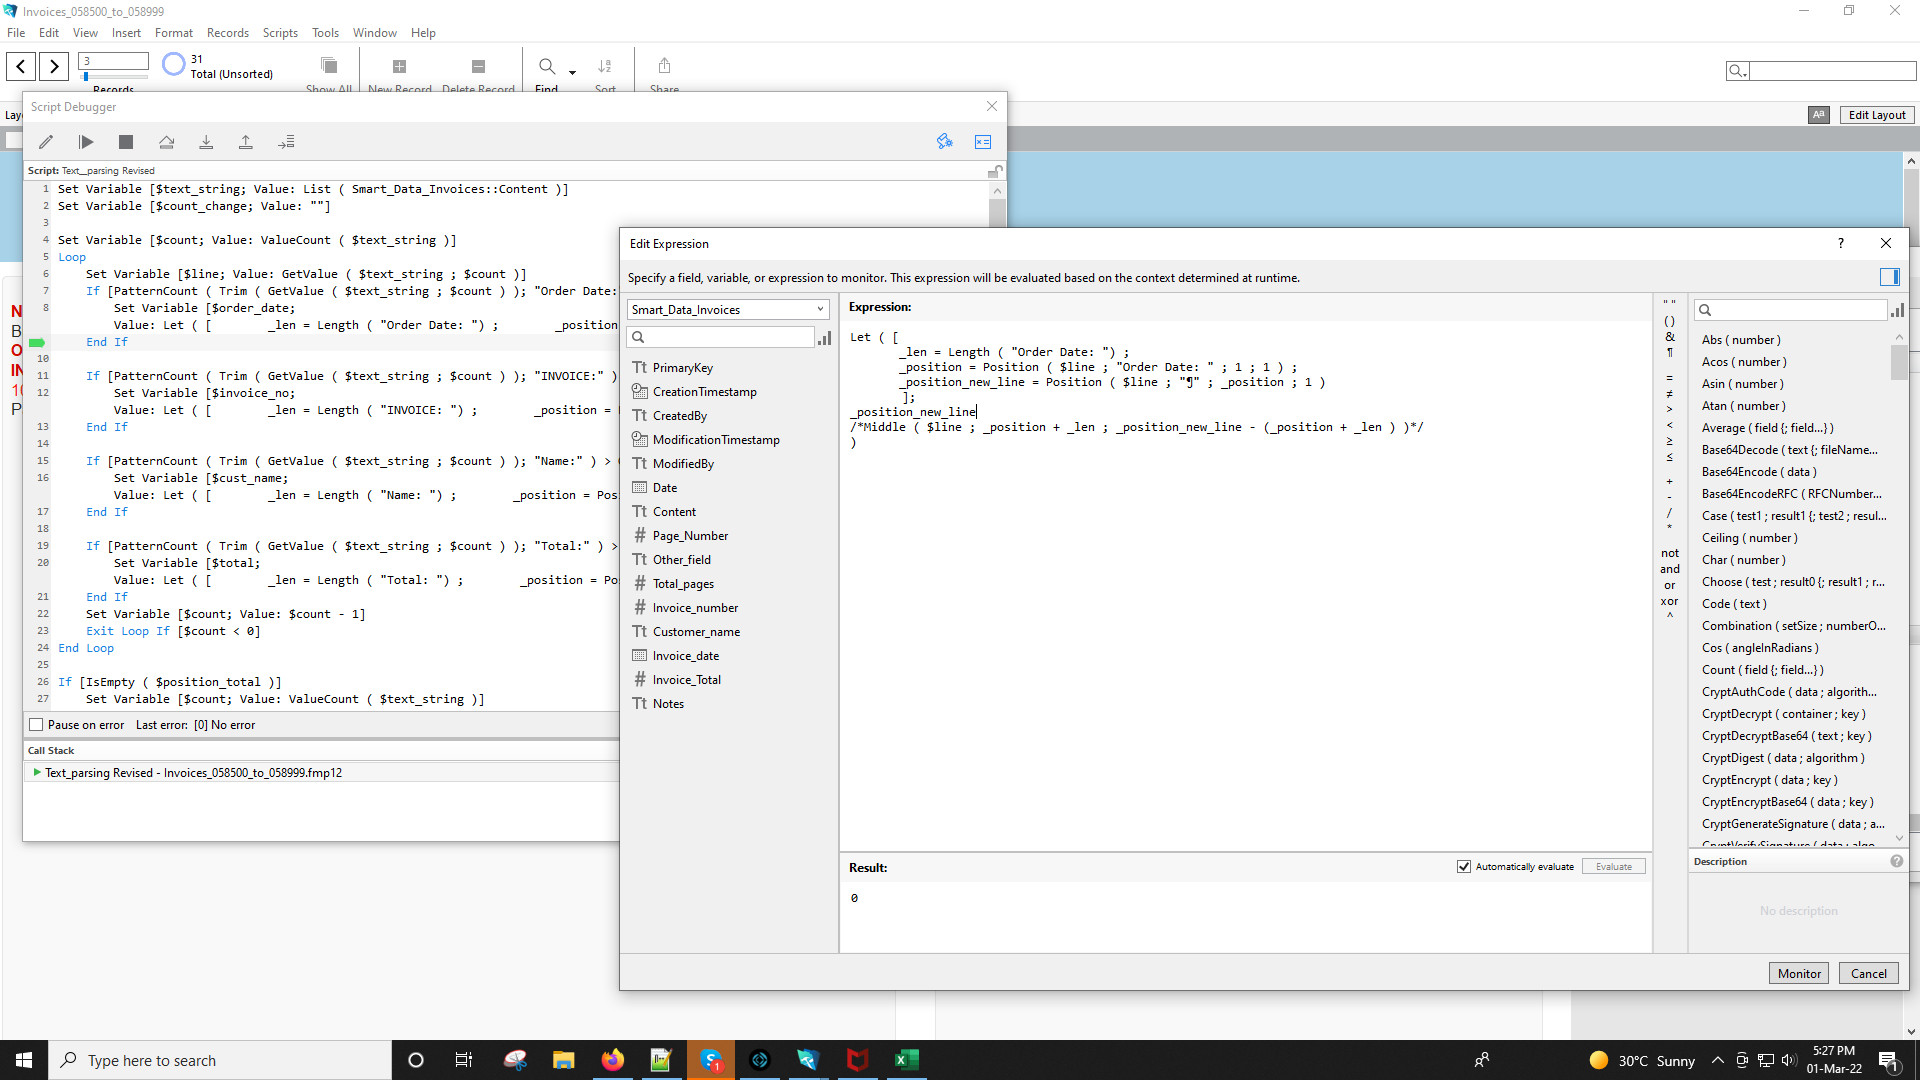 Invoices_058500_to_058999
File Edit View Insert Format Records Scripts Tools Window Help
3
31
Total (Unsorted)
Records
Show All New Record Delete Record Find Sort Share
Edit Layout
Script Debugger
Script: Text_parsing Revised
1 Set Variable [$text_string; Value: List ( Smart_Data_Invoices::Content )]
2 Set Variable [$count_change; Value: ""]
3
4 Set Variable [$count; Value: ValueCount ( $text_string )]
5 Loop
6 Set Variable [$line; Value: GetValue ( $text_string ; $count )]
7 If [PatternCount ( Trim ( GetValue ( $text_string ; $count ) ); "Order Date:
8 Set Variable [$order_date;
Value: Let ( [ _len = Length ( "Order Date: ") ; _position
End If
10
11 If [PatternCount ( Trim ( GetValue ( $text_string ; $count ) ); "INVOICE:" )
12 Set Variable [$invoice_no;
Value: Let ( [ _len = Length ( "INVOICE: ") ; _position =
13 End If
14
15 If [PatternCount ( Trim ( GetValue ( $text_string ; $count ) ); "Name:" ) >
16 Set Variable [$cust_name;
Value: Let ( [ _len = Length ( "Name: ") ; _position = Pos
17 End If
18
19 If [PatternCount ( Trim ( GetValue ( $text_string ; $count ) ); "Total:" ) >
20 Set Variable [$total;
Value: Let ( [ _len = Length ( "Total: ") ; _position = Po
21 End If
22 Set Variable [$count; Value: $count - 1]
23 Exit Loop If [$count < 0]
24 End Loop
25
26 If [IsEmpty ( $position_total )]
27 Set Variable [$count; Value: ValueCount ( $text_string )]
Pause on error Last error: [0] No error
Call Stack
Text_parsing Revised - Invoices_058500_to_058999.fmp12
Edit Expression
?
Specify a field, variable, or expression to monitor. This expression will be evaluated based on the context determined at runtime.
Smart_Data_Invoices
PrimaryKey
CreationTimestamp
CreatedBy
ModificationTimestamp
ModifiedBy
Date
Content
Page_Number
Other_field
Total_pages
Invoice_number
Customer_name
Invoice_date
Invoice_Total
Notes
Expression:
Let ( [
_len = Length ( "Order Date: ") ;
_position = Position ( $line ; "Order Date: " ; 1 ; 1 ) ;
_position_new_line = Position ( $line ; "¶" ; _position ; 1 )
];
_position_new_line
/*Middle ( $line ; _position + _len ; _position_new_line - (_position + _len ) )*/
)
" "
( )
&
¶
=
≠
>
<
≥
≤
+
-
/
*
not
and
or
xor
^
Abs ( number )
Acos ( number )
Asin ( number )
Atan ( number )
Average ( field {; field...} )
Base64Decode ( text {; fileName...
Base64Encode ( data )
Base64EncodeRFC ( RFCNumber...
Case ( test1 ; result1 {; test2 ; resul...
Ceiling ( number )
Char ( number )
Choose ( test ; result0 {; result1 ; r...
Code ( text )
Combination ( setSize ; numberO...
Cos ( angleInRadians )
Count ( field {; field...} )
CryptAuthCode ( data ; algorith...
CryptDecrypt ( container ; key )
CryptDecryptBase64 ( text ; key )
CryptDigest ( data ; algorithm )
CryptEncrypt ( data ; key )
CryptEncryptBase64 ( data ; key )
CryptGenerateSignature ( data ; a...
CryptVerifySignature ( data ; algo...
Result:
Automatically evaluate Evaluate
0
Description
No description
Monitor Cancel
Type here to search
30°C Sunny
5:27 PM
01-Mar-22